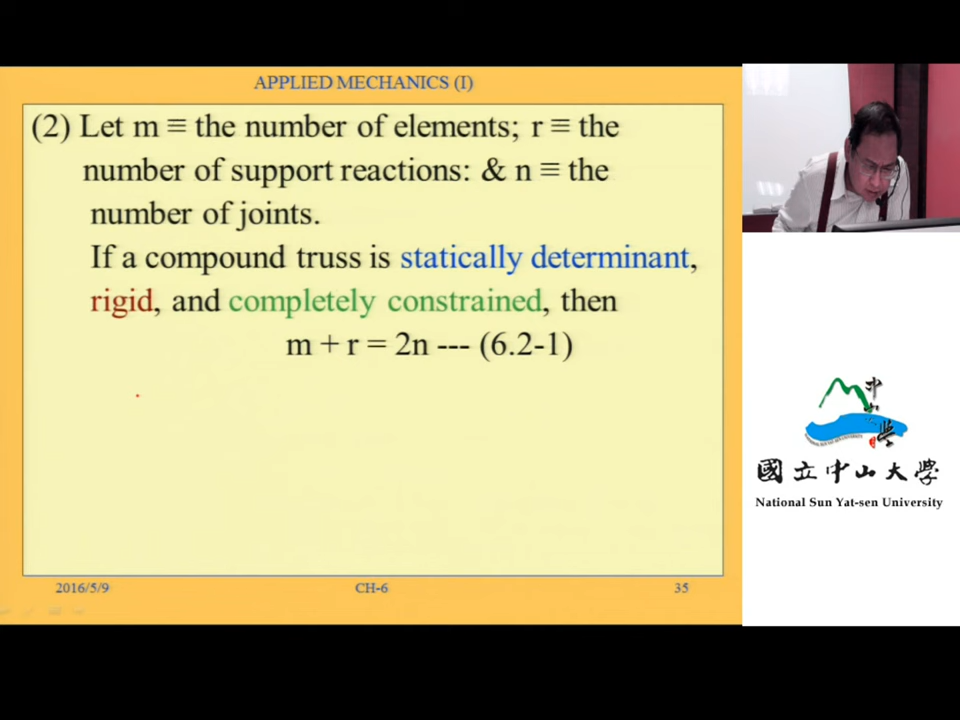 APPLIED MECHANICS (I)
(2) Let m ≡ the number of elements; r ≡ the
number of support reactions: & n ≡ the
number of joints.
If a compound truss is statically determinant,
rigid, and completely constrained, then
m + r = 2n --- (6.2-1)
2016/5/9 CH-6 35
國立中山大學
National Sun Yat-sen University